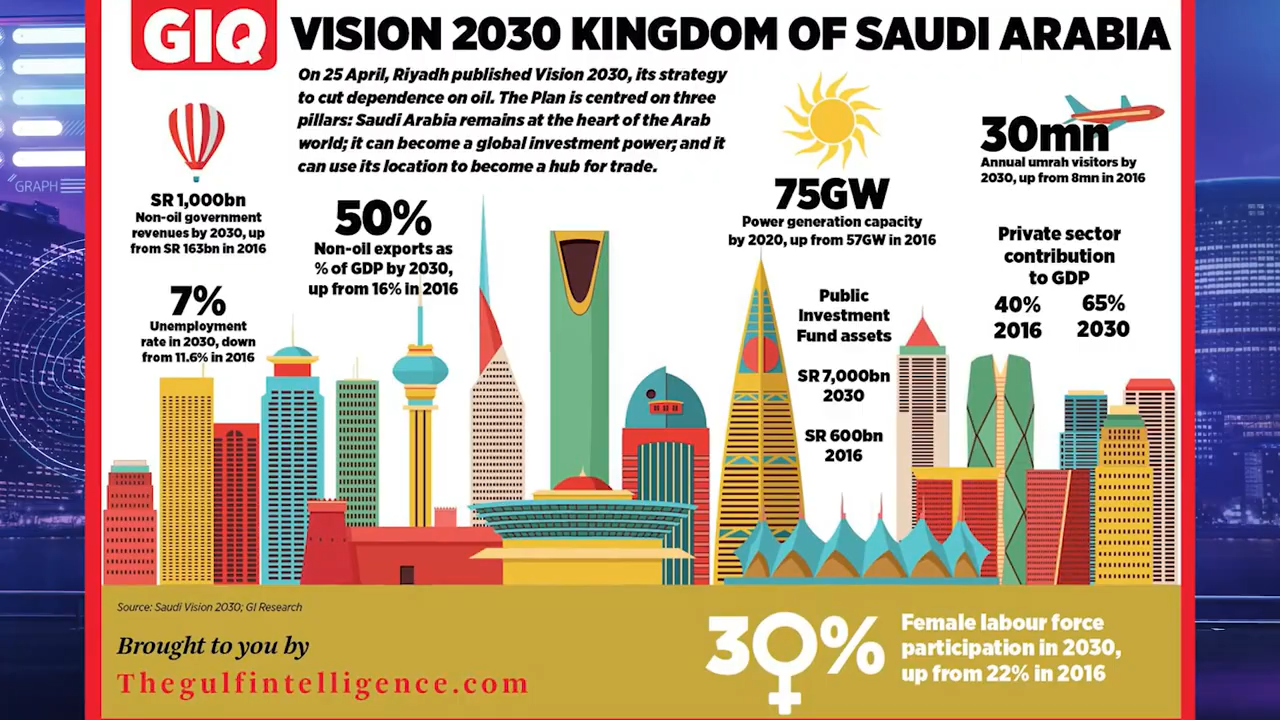 GIQ
VISION 2030 KINGDOM OF SAUDI ARABIA
On 25 April, Riyadh published Vision 2030, its strategy
to cut dependence on oil. The Plan is centred on three
pillars: Saudi Arabia remains at the heart of the Arab
world; it can become a global investment power; and it
can use its location to become a hub for trade.
GRAPH
SR 1,000bn
Non-oil government
revenues by 2030, up
from SR 163bn in 2016
50%
Non-oil exports as
% of GDP by 2030,
up from 16% in 2016
7%
Unemployment
rate in 2030, down
from 11.6% in 2016
75GW
Power generation capacity
by 2020, up from 57GW in 2016
30mn
Annual umrah visitors by
2030, up from 8mn in 2016
Public
Investment
Fund assets
SR 7,000bn
2030
SR 600bn
2016
Private sector
contribution
to GDP
40% 65%
2016 2030
Source: Saudi Vision 2030; GI Research
Brought to you by
Thegulfintelligence.com
30%
Female labour force
participation in 2030,
up from 22% in 2016